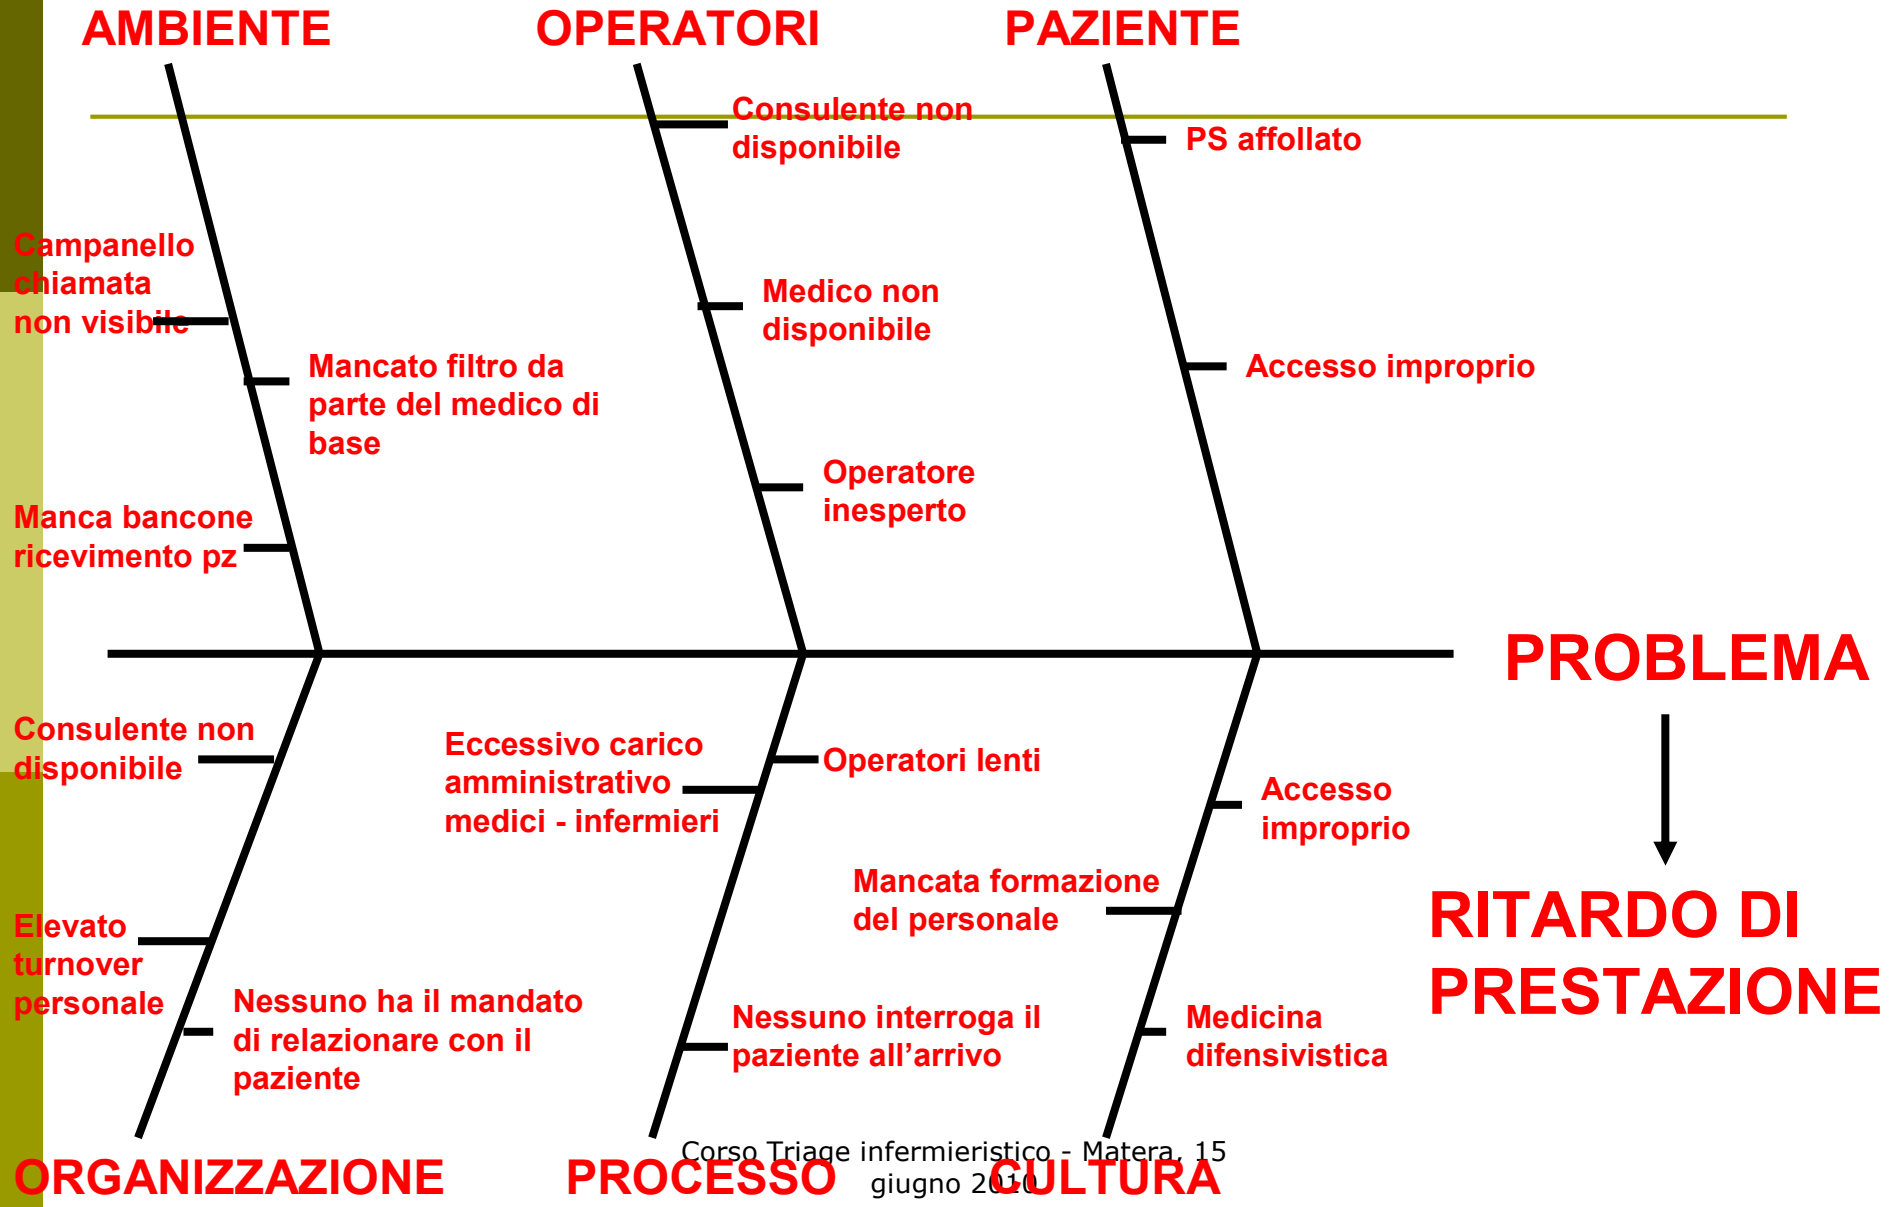 AMBIENTE
OPERATORI
PAZIENTE
Consulente non
disponibile
PS affollato
Campanello
chiamata
non visibile
Medico non
disponibile
Mancato filtro da
parte del medico di
base
Accesso improprio
Operatore
inesperto
Manca bancone
ricevimento pz
PROBLEMA
Consulente non
disponibile
Eccessivo carico
amministrativo
medici - infermieri
Operatori lenti
Accesso
improprio
Mancata formazione
del personale
RITARDO DI
PRESTAZIONE
Elevato
turnover
personale
Nessuno ha il mandato
di relazionare con il
paziente
Nessuno interroga il
paziente all’arrivo
Medicina
difensivistica
Corso Triage infermieristico - Matera, 15
giugno 2010
ORGANIZZAZIONE
PROCESSO
CULTURA